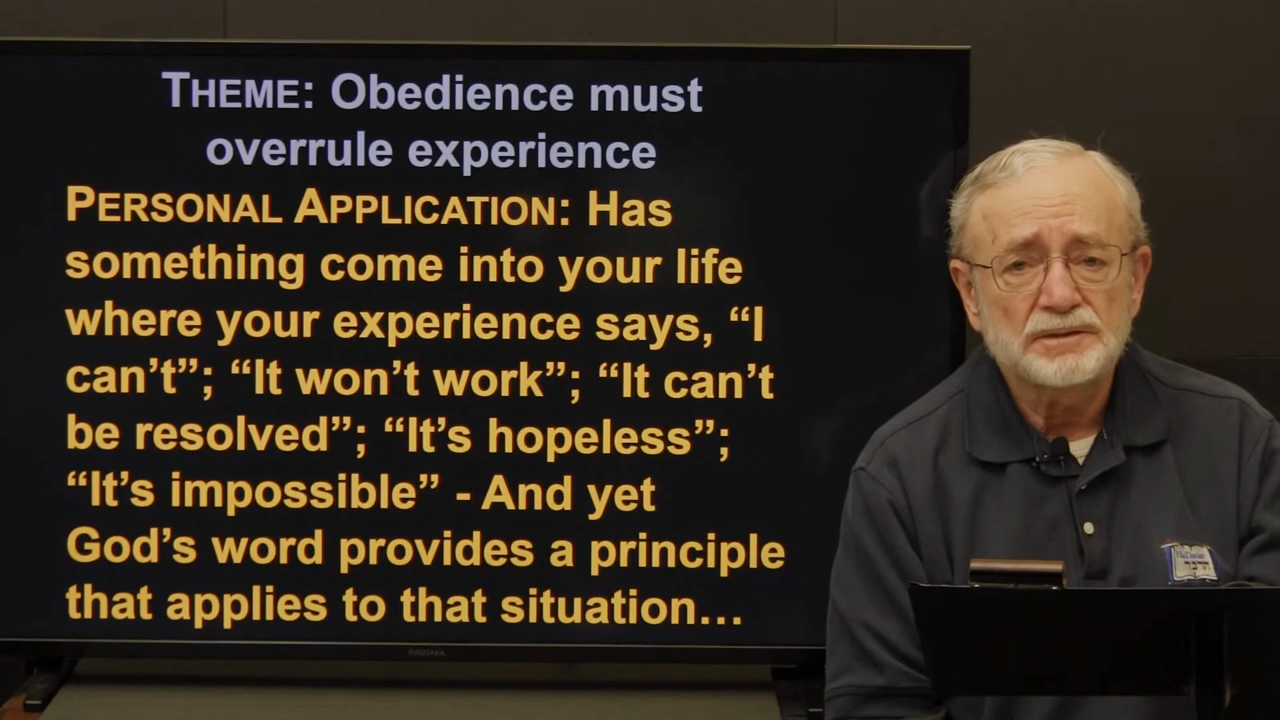 THEME: Obedience must
overrule experience
PERSONAL APPLICATION: Has
something come into your life
where your experience says, “I
can’t”; “It won’t work”; “It can’t
be resolved”; “It’s hopeless”;
“It’s impossible” - And yet
God’s word provides a principle
that applies to that situation…
INSIGNIA